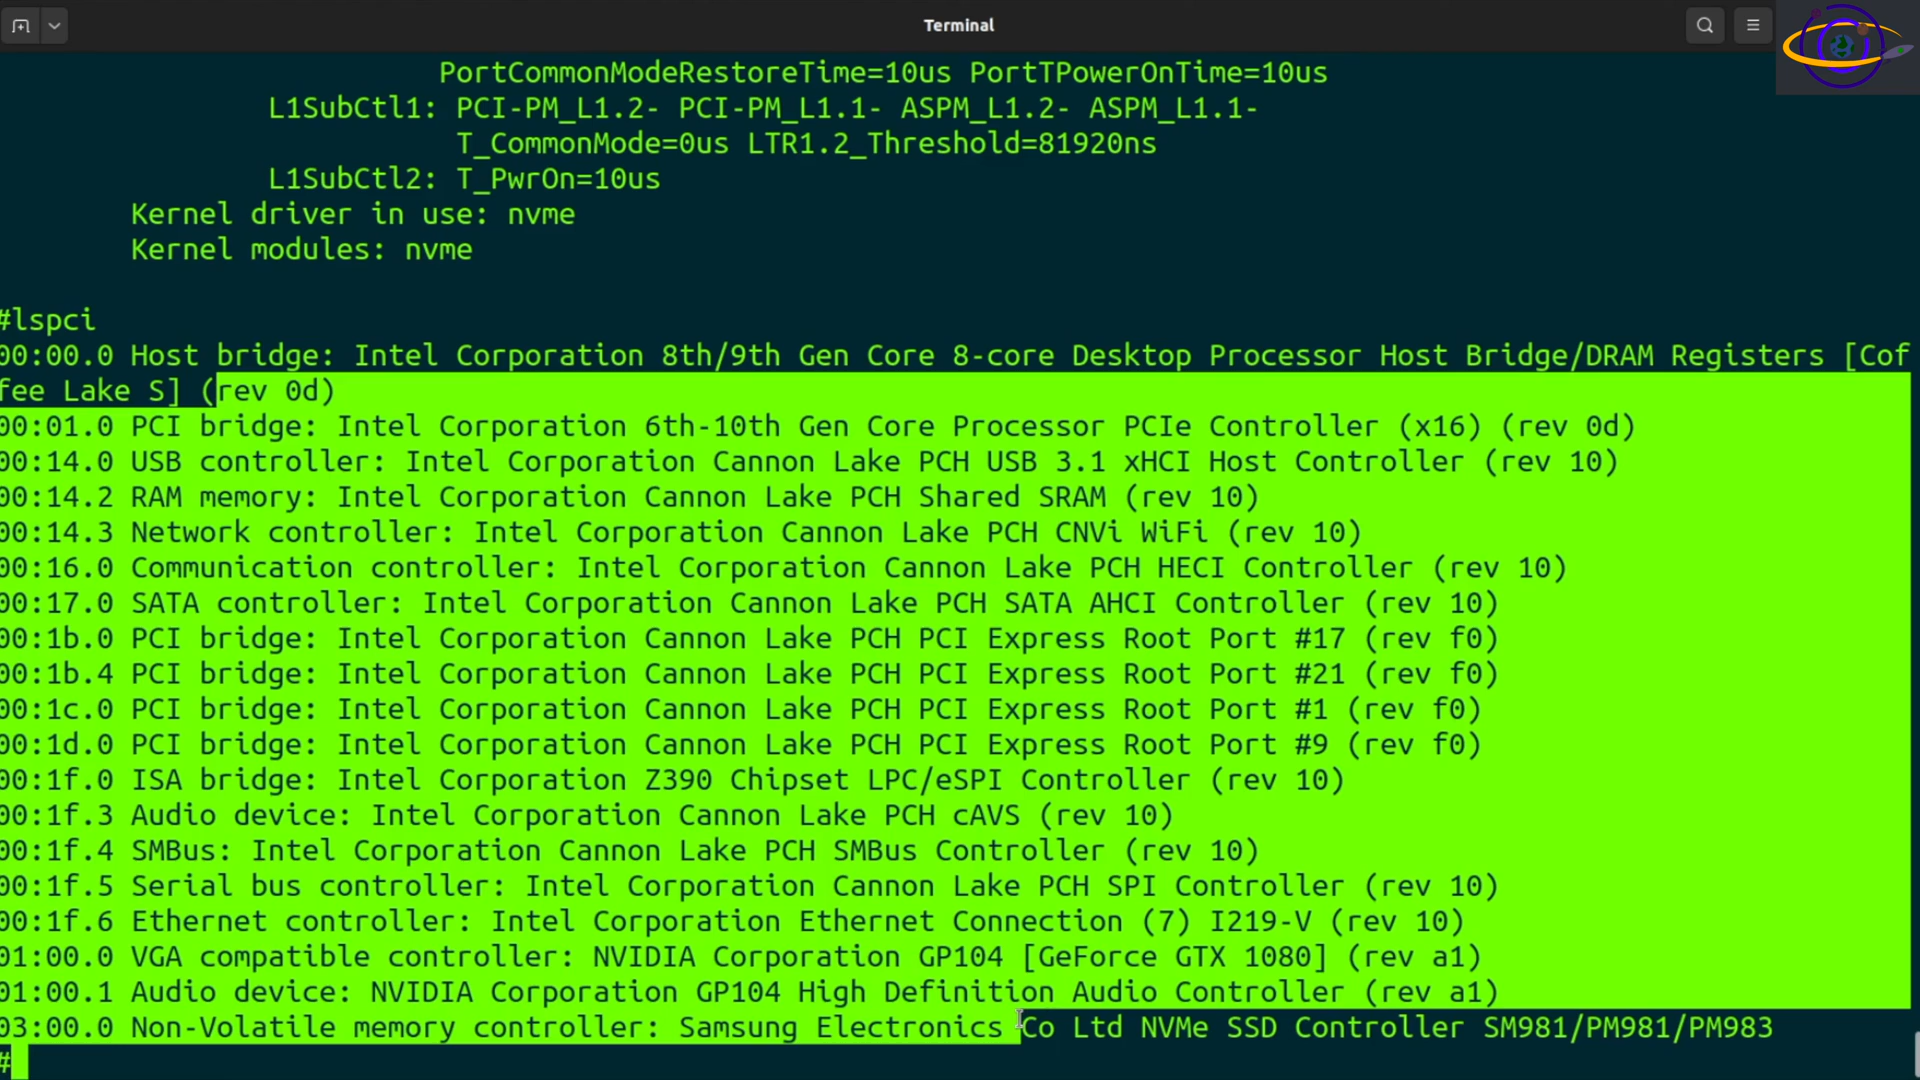 Terminal
PortCommonModeRestoreTime=10us PortTPowerOnTime=10us
L1SubCtl1: PCI-PM_L1.2- PCI-PM_L1.1- ASPM_L1.2- ASPM_L1.1-
T_CommonMode=0us LTR1.2_Threshold=81920ns
L1SubCtl2: T_PwrOn=10us
Kernel driver in use: nvme
Kernel modules: nvme
#lspci
00:00.0 Host bridge: Intel Corporation 8th/9th Gen Core 8-core Desktop Processor Host Bridge/DRAM Registers [Cof
fee Lake S] (rev 0d)
00:01.0 PCI bridge: Intel Corporation 6th-10th Gen Core Processor PCIe Controller (x16) (rev 0d)
00:14.0 USB controller: Intel Corporation Cannon Lake PCH USB 3.1 xHCI Host Controller (rev 10)
00:14.2 RAM memory: Intel Corporation Cannon Lake PCH Shared SRAM (rev 10)
00:14.3 Network controller: Intel Corporation Cannon Lake PCH CNVi WiFi (rev 10)
00:16.0 Communication controller: Intel Corporation Cannon Lake PCH HECI Controller (rev 10)
00:17.0 SATA controller: Intel Corporation Cannon Lake PCH SATA AHCI Controller (rev 10)
00:1b.0 PCI bridge: Intel Corporation Cannon Lake PCH PCI Express Root Port #17 (rev f0)
00:1b.4 PCI bridge: Intel Corporation Cannon Lake PCH PCI Express Root Port #21 (rev f0)
00:1c.0 PCI bridge: Intel Corporation Cannon Lake PCH PCI Express Root Port #1 (rev f0)
00:1d.0 PCI bridge: Intel Corporation Cannon Lake PCH PCI Express Root Port #9 (rev f0)
00:1f.0 ISA bridge: Intel Corporation Z390 Chipset LPC/eSPI Controller (rev 10)
00:1f.3 Audio device: Intel Corporation Cannon Lake PCH cAVS (rev 10)
00:1f.4 SMBus: Intel Corporation Cannon Lake PCH SMBus Controller (rev 10)
00:1f.5 Serial bus controller: Intel Corporation Cannon Lake PCH SPI Controller (rev 10)
00:1f.6 Ethernet controller: Intel Corporation Ethernet Connection (7) I219-V (rev 10)
01:00.0 VGA compatible controller: NVIDIA Corporation GP104 [GeForce GTX 1080] (rev a1)
01:00.1 Audio device: NVIDIA Corporation GP104 High Definition Audio Controller (rev a1)
03:00.0 Non-Volatile memory controller: Samsung Electronics Co Ltd NVMe SSD Controller SM981/PM981/PM983
#